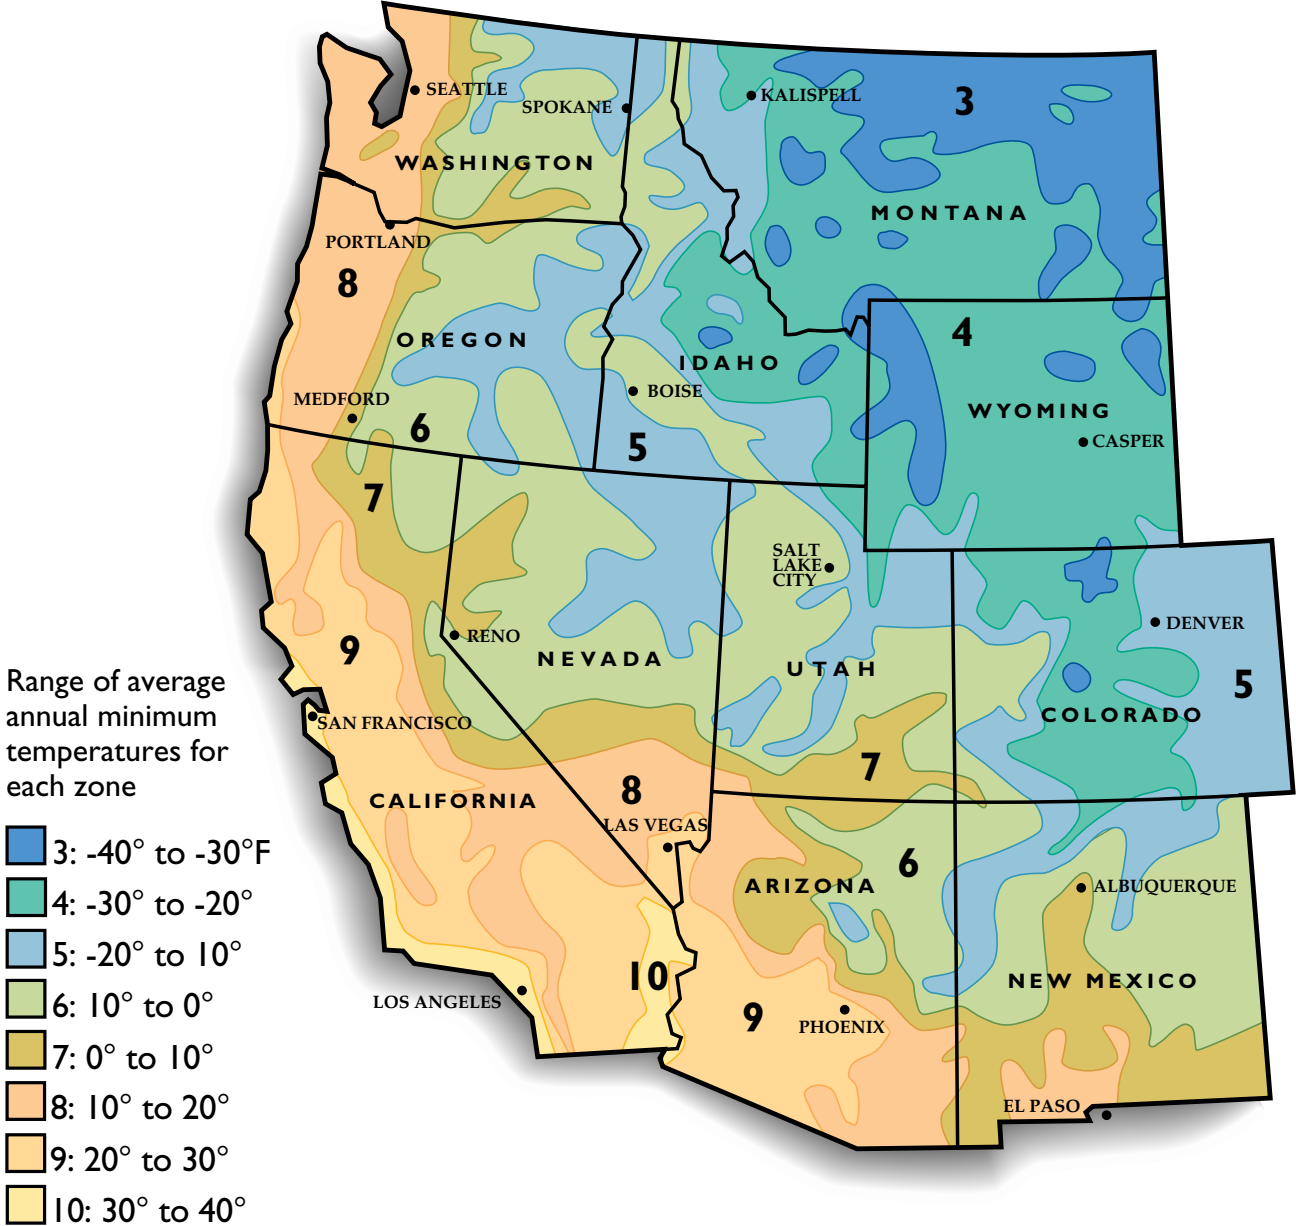 SEATTLE
SPOKANE
KALISPELL
3
WASHINGTON
MONTANA
PORTLAND
8
4
OREGON
IDAHO
MEDFORD
BOISE
WYOMING
6
5
CASPER
7
SALT
LAKE
CITY
9
RENO
DENVER
NEVADA
UTAH
5
COLORADO
SAN FRANCISCO
7
8
CALIFORNIA
LAS VEGAS
6
ARIZONA
ALBUQUERQUE
10
NEW MEXICO
LOS ANGELES
9
PHOENIX
EL PASO
Range of average
annual minimum
temperatures for
each zone
3: -40° to -30°F
4: -30° to -20°
5: -20° to 10°
6: 10° to 0°
7: 0° to 10°
8: 10° to 20°
9: 20° to 30°
10: 30° to 40°